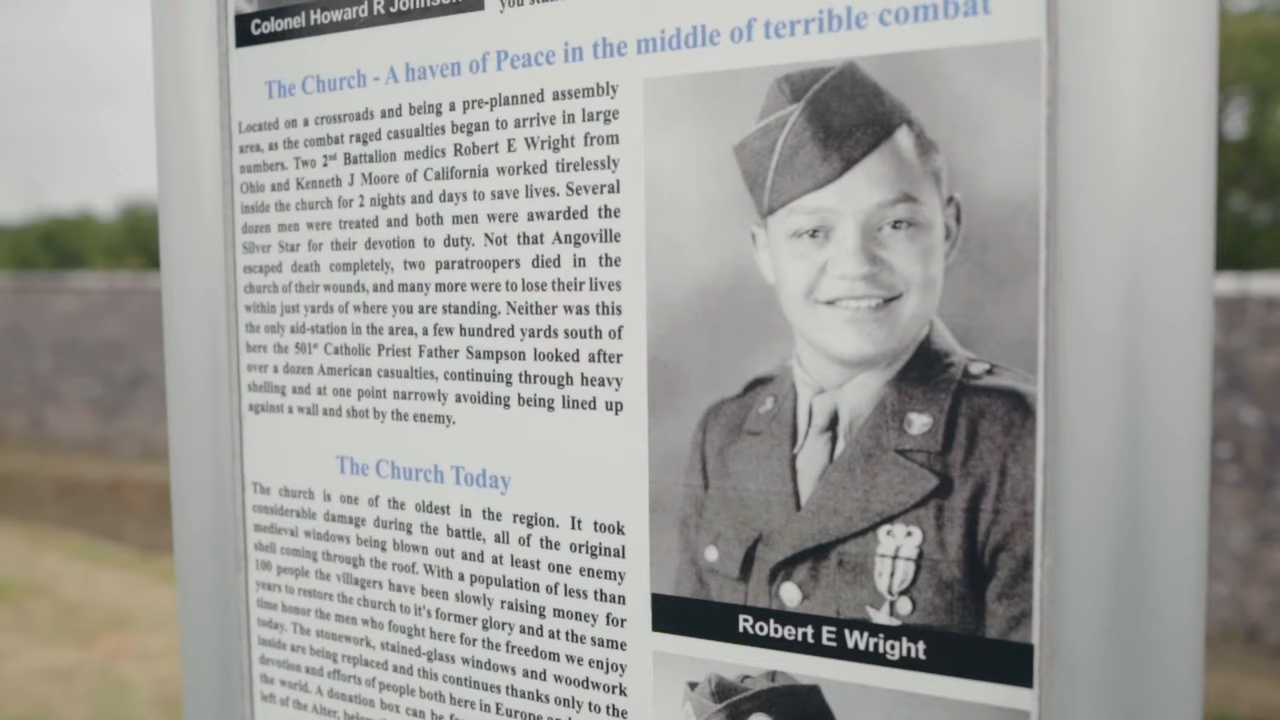 Colonel Howard R Johnson
you
The Church - A haven of Peace in the middle of terrible combat
Located on a crossroads and being a pre-planned assembly
area, as the combat raged casualties began to arrive in large
numbers. Two 2nd Battalion medics Robert E Wright from
Ohio and Kenneth J Moore of California worked tirelessly
inside the church for 2 nights and days to save lives. Several
dozen men were treated and both men were awarded the
Silver Star for their devotion to duty. Not that Angoville
escaped death completely, two paratroopers died in the
church of their wounds, and many more were to lose their lives
within just yards of where you are standing. Neither was this
the only aid-station in the area, a few hundred yards south of
here the 501st Catholic Priest Father Sampson looked after
over a dozen American casualties, continuing through heavy
shelling and at one point narrowly avoiding being lined up
against a wall and shot by the enemy.
Robert E Wright
The Church Today
The church is one of the oldest in the region. It took
considerable damage during the battle, all of the original
medieval windows being blown out and at least one enemy
shell coming through the roof. With a population of less than
100 people the villagers have been slowly raising money for
years to restore the church to it's former glory and at the same
time honor the men who fought here for the freedom we enjoy
today. The stonework, stained-glass windows and woodwork
inside are being replaced and this continues thanks only to the
devotion and efforts of people both here in Europe and
the world. A donation box can be
left of the Alter,